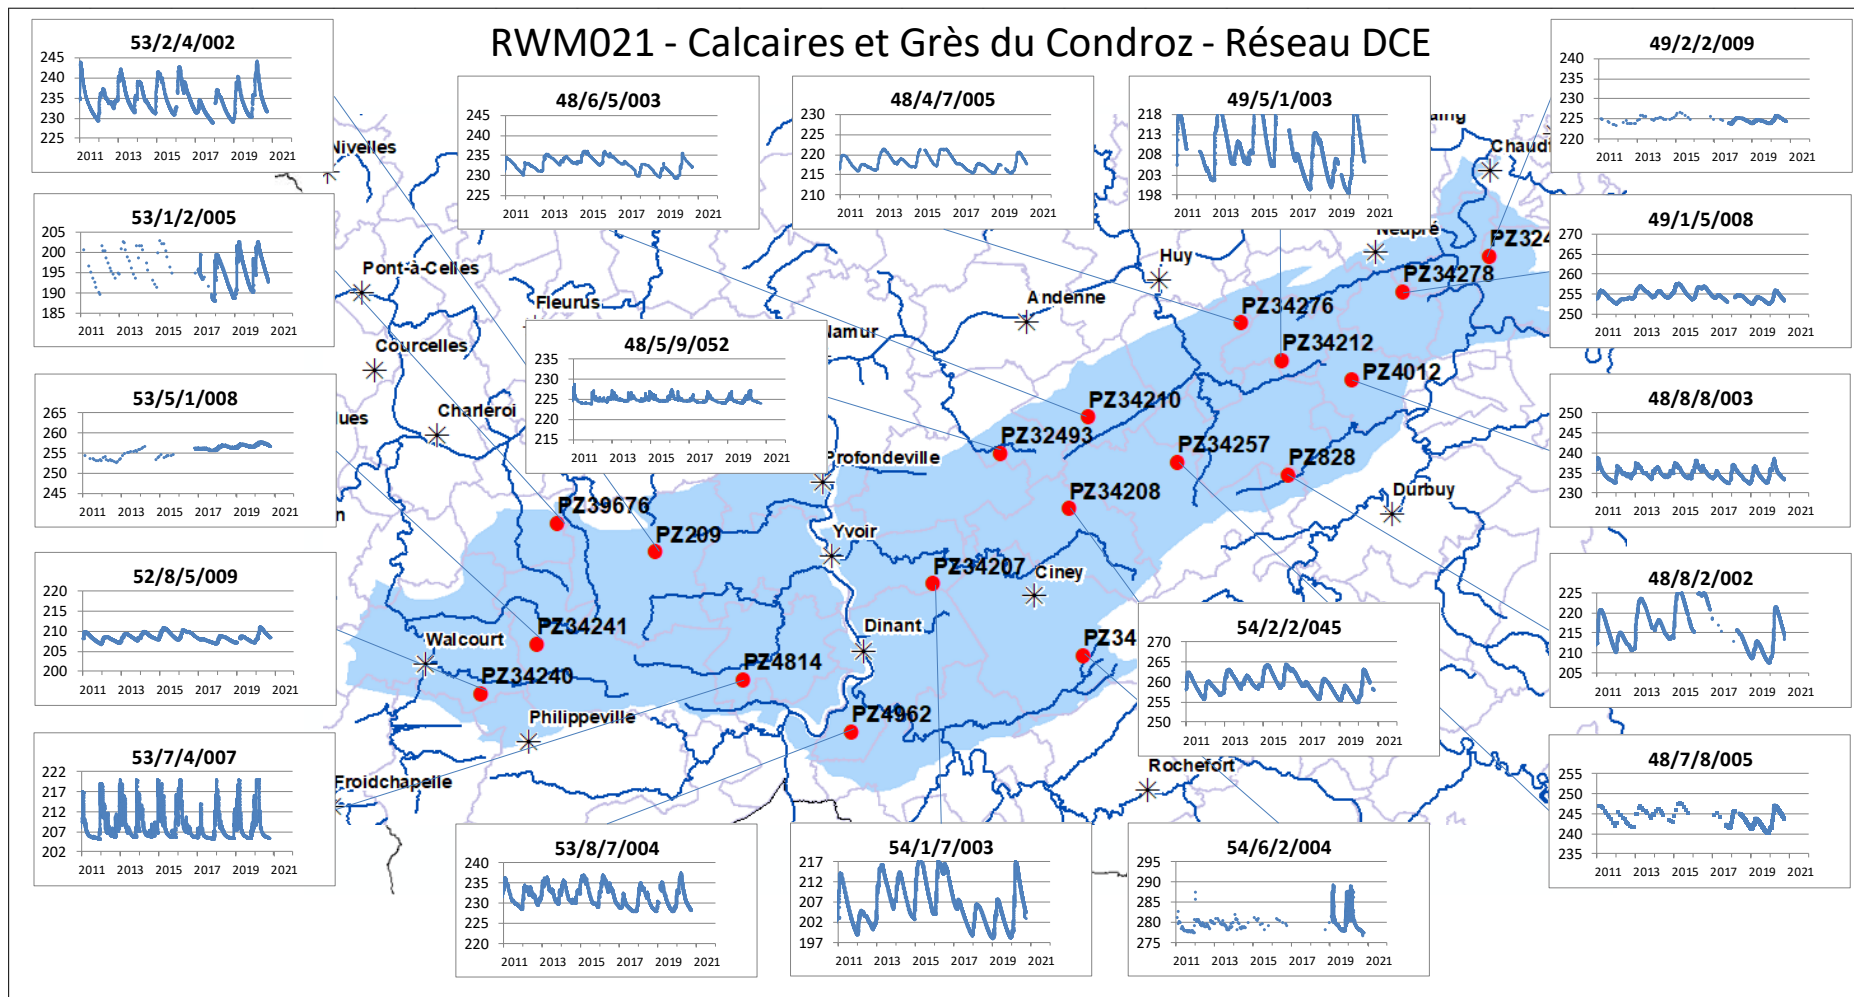 RWM021 - Calcaires et Grès du Condroz - Réseau DCE
53/2/4/002
245
240
235
230
225
2011 2013 2015 2017 2019 2021
53/1/2/005
205
200
195
190
185
2011 2013 2015 2017 2019 2021
53/5/1/008
265
260
255
250
245
2011 2013 2015 2017 2019 2021
52/8/5/009
220
215
210
205
200
2011 2013 2015 2017 2019 2021
53/7/4/007
222
217
212
207
202
2011 2013 2015 2017 2019 2021
48/6/5/003
245
240
235
230
225
2011 2013 2015 2017 2019 2021
48/4/7/005
230
225
220
215
210
2011 2013 2015 2017 2019 2021
49/5/1/003
218
213
208
203
198
2011 2013 2015 2017 2019 2021
49/2/2/009
240
235
230
225
220
2011 2013 2015 2017 2019 2021
49/1/5/008
270
265
260
255
250
2011 2013 2015 2017 2019 2021
48/8/8/003
250
245
240
235
230
2011 2013 2015 2017 2019 2021
48/8/2/002
225
220
215
210
205
2011 2013 2015 2017 2019 2021
48/7/8/005
255
250
245
240
235
2011 2013 2015 2017 2019 2021
48/5/9/052
235
230
225
220
215
2011 2013 2015 2017 2019 2021
54/2/2/045
270
265
260
255
250
2011 2013 2015 2017 2019 2021
53/8/7/004
240
235
230
225
220
2011 2013 2015 2017 2019 2021
54/1/7/003
217
212
207
202
197
2011 2013 2015 2017 2019 2021
54/6/2/004
295
290
285
280
275
2011 2013 2015 2017 2019 2021
Nivelles
Pont-à-Celles
Fleurus
Courcelles
Charleroi
Namur
Andenne
Huy
Neupré
Chaudf
Profondeville
Yvoir
Ciney
Dinant
Durbuy
Walcourt
Philippeville
Froidchapelle
Rochefort
PZ324
PZ34278
PZ34276
PZ34212
PZ4012
PZ34210
PZ32493
PZ34257
PZ828
PZ34208
PZ39676
PZ209
PZ34207
PZ34241
PZ34240
PZ4814
PZ4962
PZ34